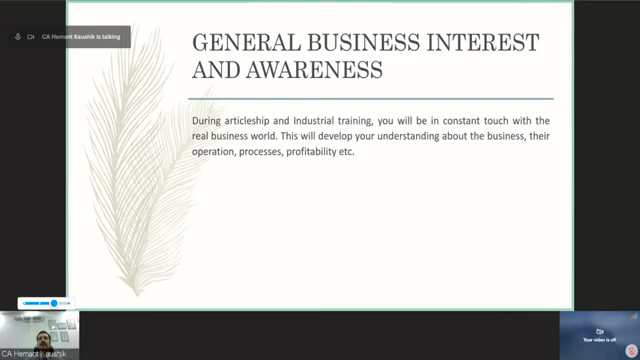 CA Hemant Kaushik is talking
GENERAL BUSINESS INTEREST
AND AWARENESS
During articleship and Industrial training, you will be in constant touch with the
real business world. This will develop your understanding about the business, their
operation, processes, profitability etc.
CA Hemant Kaushik
Your video is off